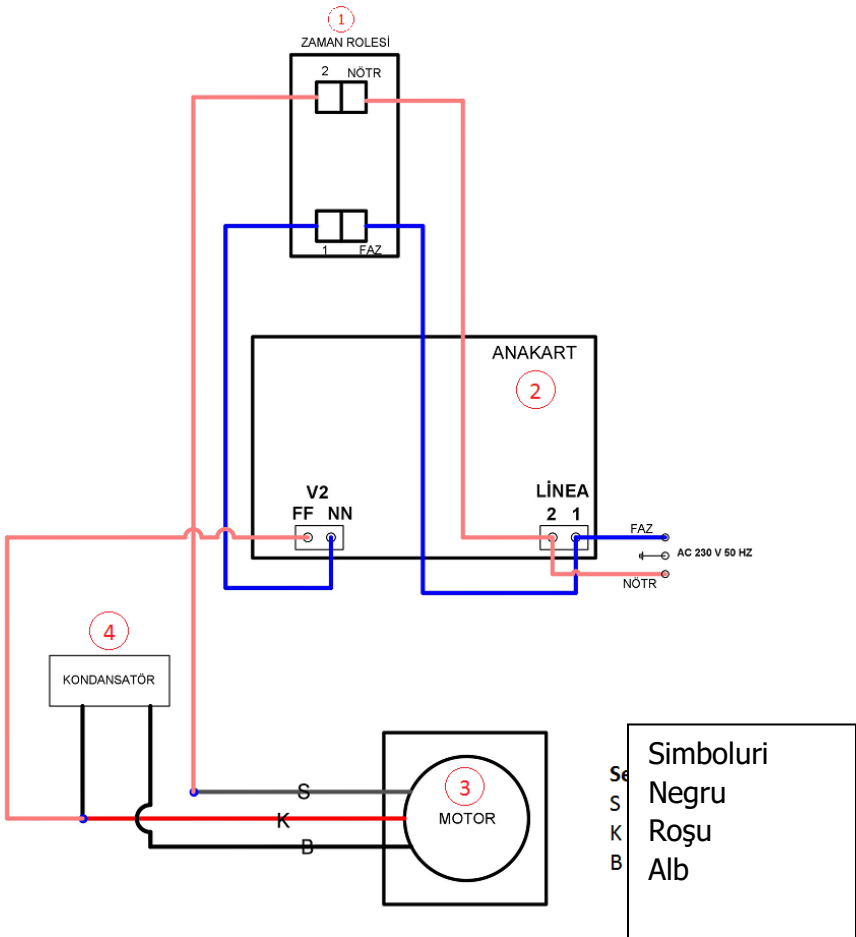 1
ZAMAN ROLESİ
2 NÖTR
1 FAZ
ANAKART
2
V2
FF NN
LİNEA
2 1
FAZ
AC 230 V 50 HZ
NÖTR
4
KONDANSATÖR
3
MOTOR
S
K
B
Simboluri
S Negru
K Roşu
B Alb